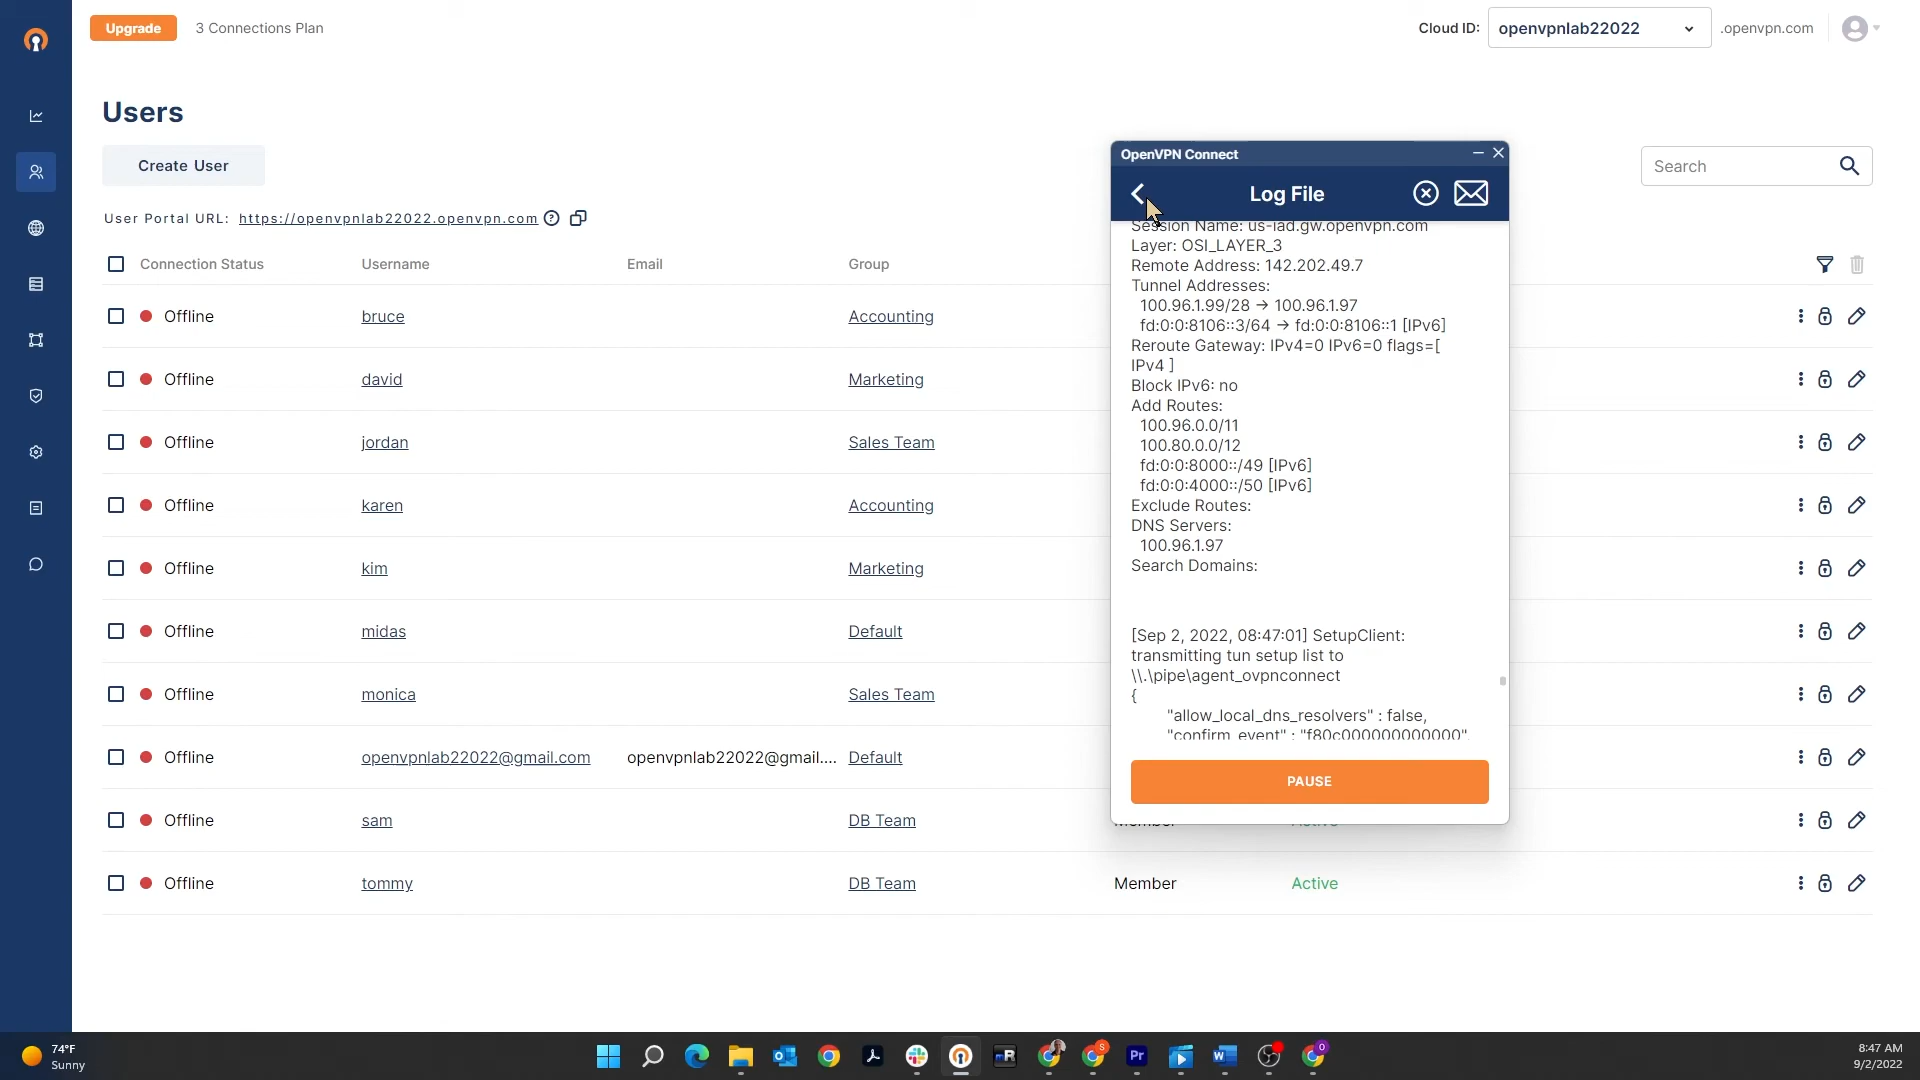 Upgrade
3 Connections Plan
Cloud ID:
openvpnlab22022
.openvpn.com
Users
Create User
Search
User Portal URL: https://openvpnlab22022.openvpn.com
Connection Status Username Email Group
Offline bruce Accounting
Offline david Marketing
Offline jordan Sales Team
Offline karen Accounting
Offline kim Marketing
Offline midas Default
Offline monica Sales Team
Offline openvpnlab22022@gmail.com openvpnlab22022@gmail.... Default
Offline sam DB Team Member Active
Offline tommy DB Team Member Active
OpenVPN Connect
Log File
Session Name: us-iad.gw.openvpn.com
Layer: OSI_LAYER_3
Remote Address: 142.202.49.7
Tunnel Addresses:
100.96.1.99/28 → 100.96.1.97
fd:0:0:8106::3/64 → fd:0:0:8106::1 [IPv6]
Reroute Gateway: IPv4=0 IPv6=0 flags=[
IPv4 ]
Block IPv6: no
Add Routes:
100.96.0.0/11
100.80.0.0/12
fd:0:0:8000::/49 [IPv6]
fd:0:0:4000::/50 [IPv6]
Exclude Routes:
DNS Servers:
100.96.1.97
Search Domains:
[Sep 2, 2022, 08:47:01] SetupClient:
transmitting tun setup list to
\\.\pipe\agent_ovpnconnect
{
"allow_local_dns_resolvers" : false,
"confirm_event" : "f80c000000000000",
PAUSE
74°F
Sunny
8:47 AM
9/2/2022